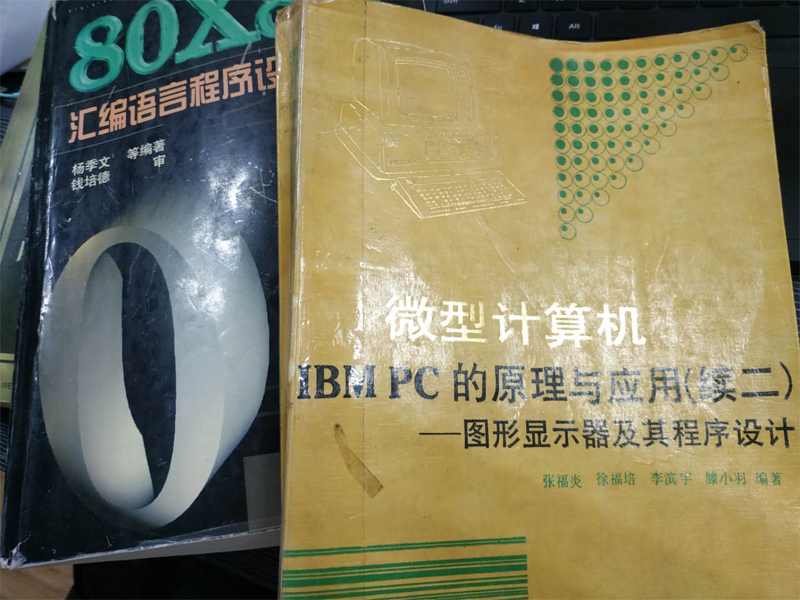 80X8
汇编语言程序设
杨季文 等编著
钱培德 审
微型计算机
IBM PC 的原理与应用(续二)
——图形显示器及其程序设计
张福炎 徐福培 李滨宇 滕小羽 编著